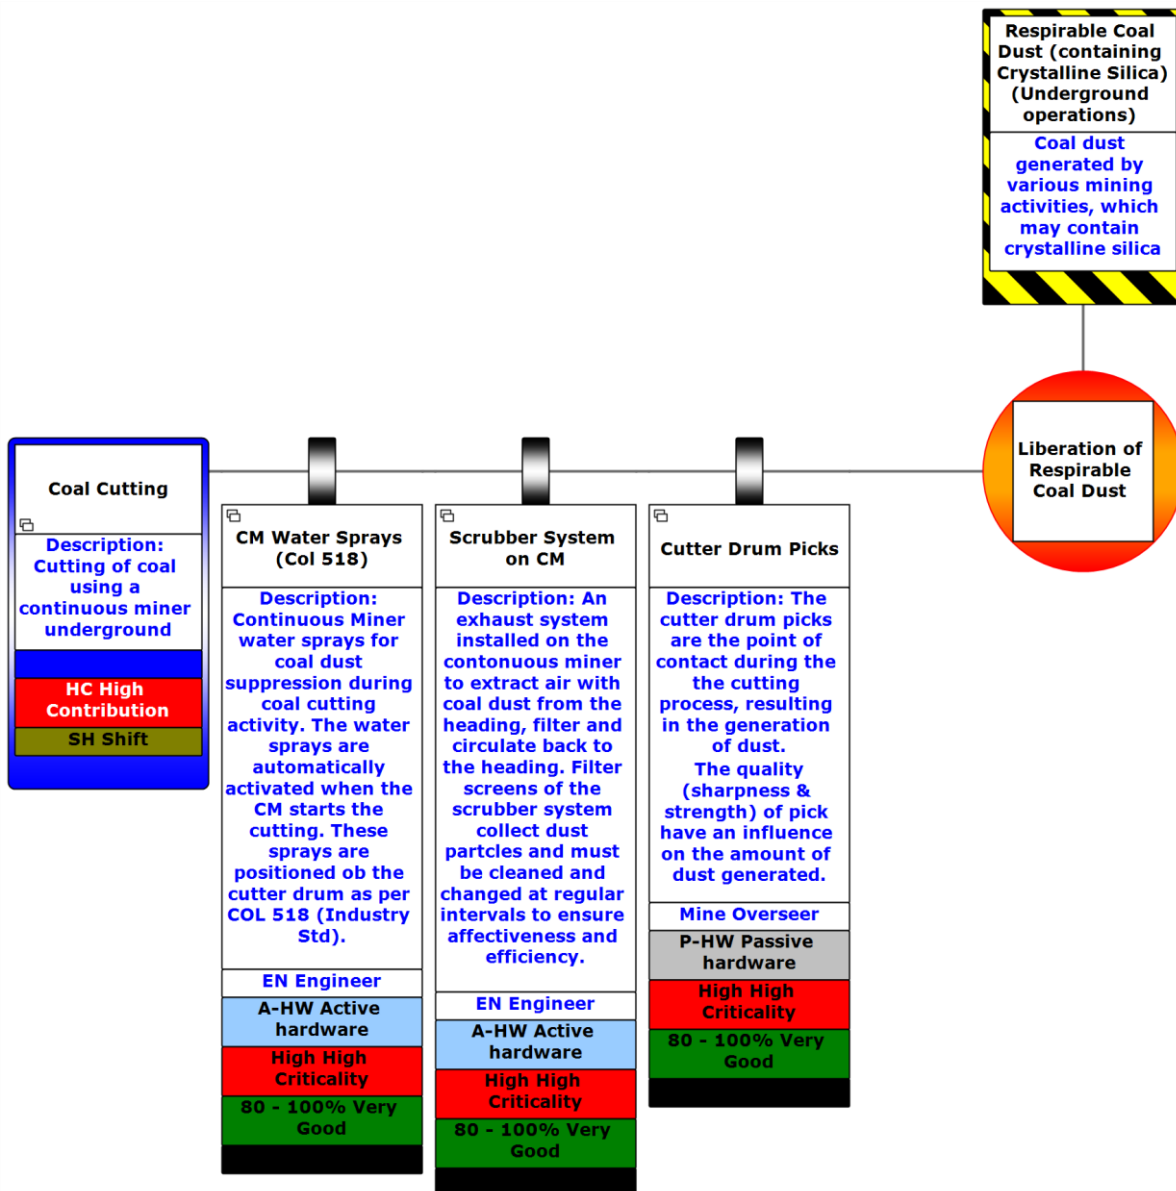 Respirable Coal
Dust (containing
Crystalline Silica)
(Underground
operations)
Coal dust
generated by
various mining
activities, which
may contain
crystalline silica
Liberation of
Respirable
Coal Dust
Coal Cutting
Description:
Cutting of coal
using a
continuous miner
underground
HC High
Contribution
SH Shift
CM Water Sprays
(Col 518)
Description:
Continuous Miner
water sprays for
coal dust
suppression during
coal cutting
activity. The water
sprays are
automatically
activated when the
CM starts the
cutting. These
sprays are
positioned ob the
cutter drum as per
COL 518 (Industry
Std).
EN Engineer
A-HW Active
hardware
High High
Criticality
80 - 100% Very
Good
Scrubber System
on CM
Description: An
exhaust system
installed on the
contonuous miner
to extract air with
coal dust from the
heading, filter and
circulate back to
the heading. Filter
screens of the
scrubber system
collect dust
partcles and must
be cleaned and
changed at regular
intervals to ensure
affectiveness and
efficiency.
EN Engineer
A-HW Active
hardware
High High
Criticality
80 - 100% Very
Good
Cutter Drum Picks
Description: The
cutter drum picks
are the point of
contact during the
the cutting
process, resulting
in the generation
of dust.
The quality
(sharpness &
strength) of pick
have an influence
on the amount of
dust generated.
Mine Overseer
P-HW Passive
hardware
High High
Criticality
80 - 100% Very
Good